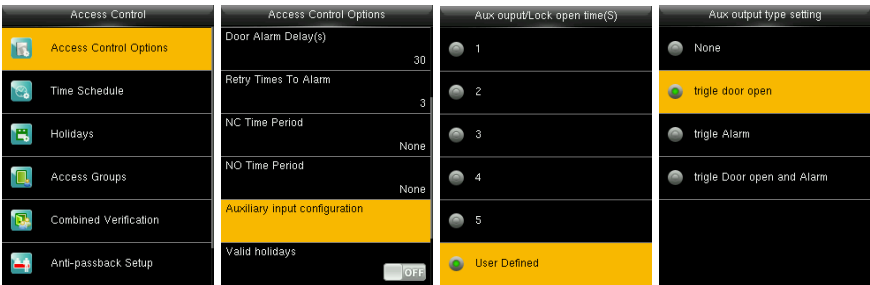 Access Control
Access Control Options
Time Schedule
Holidays
Access Groups
Combined Verification
Anti-passback Setup
Access Control Options
Door Alarm Delay(s)
30
Retry Times To Alarm
3
NC Time Period
None
NO Time Period
None
Auxiliary input configuration
Valid holidays
OFF
Aux ouput/Lock open time(S)
1
2
3
4
5
User Defined
Aux output type setting
None
trigle door open
trigle Alarm
trigle Door open and Alarm